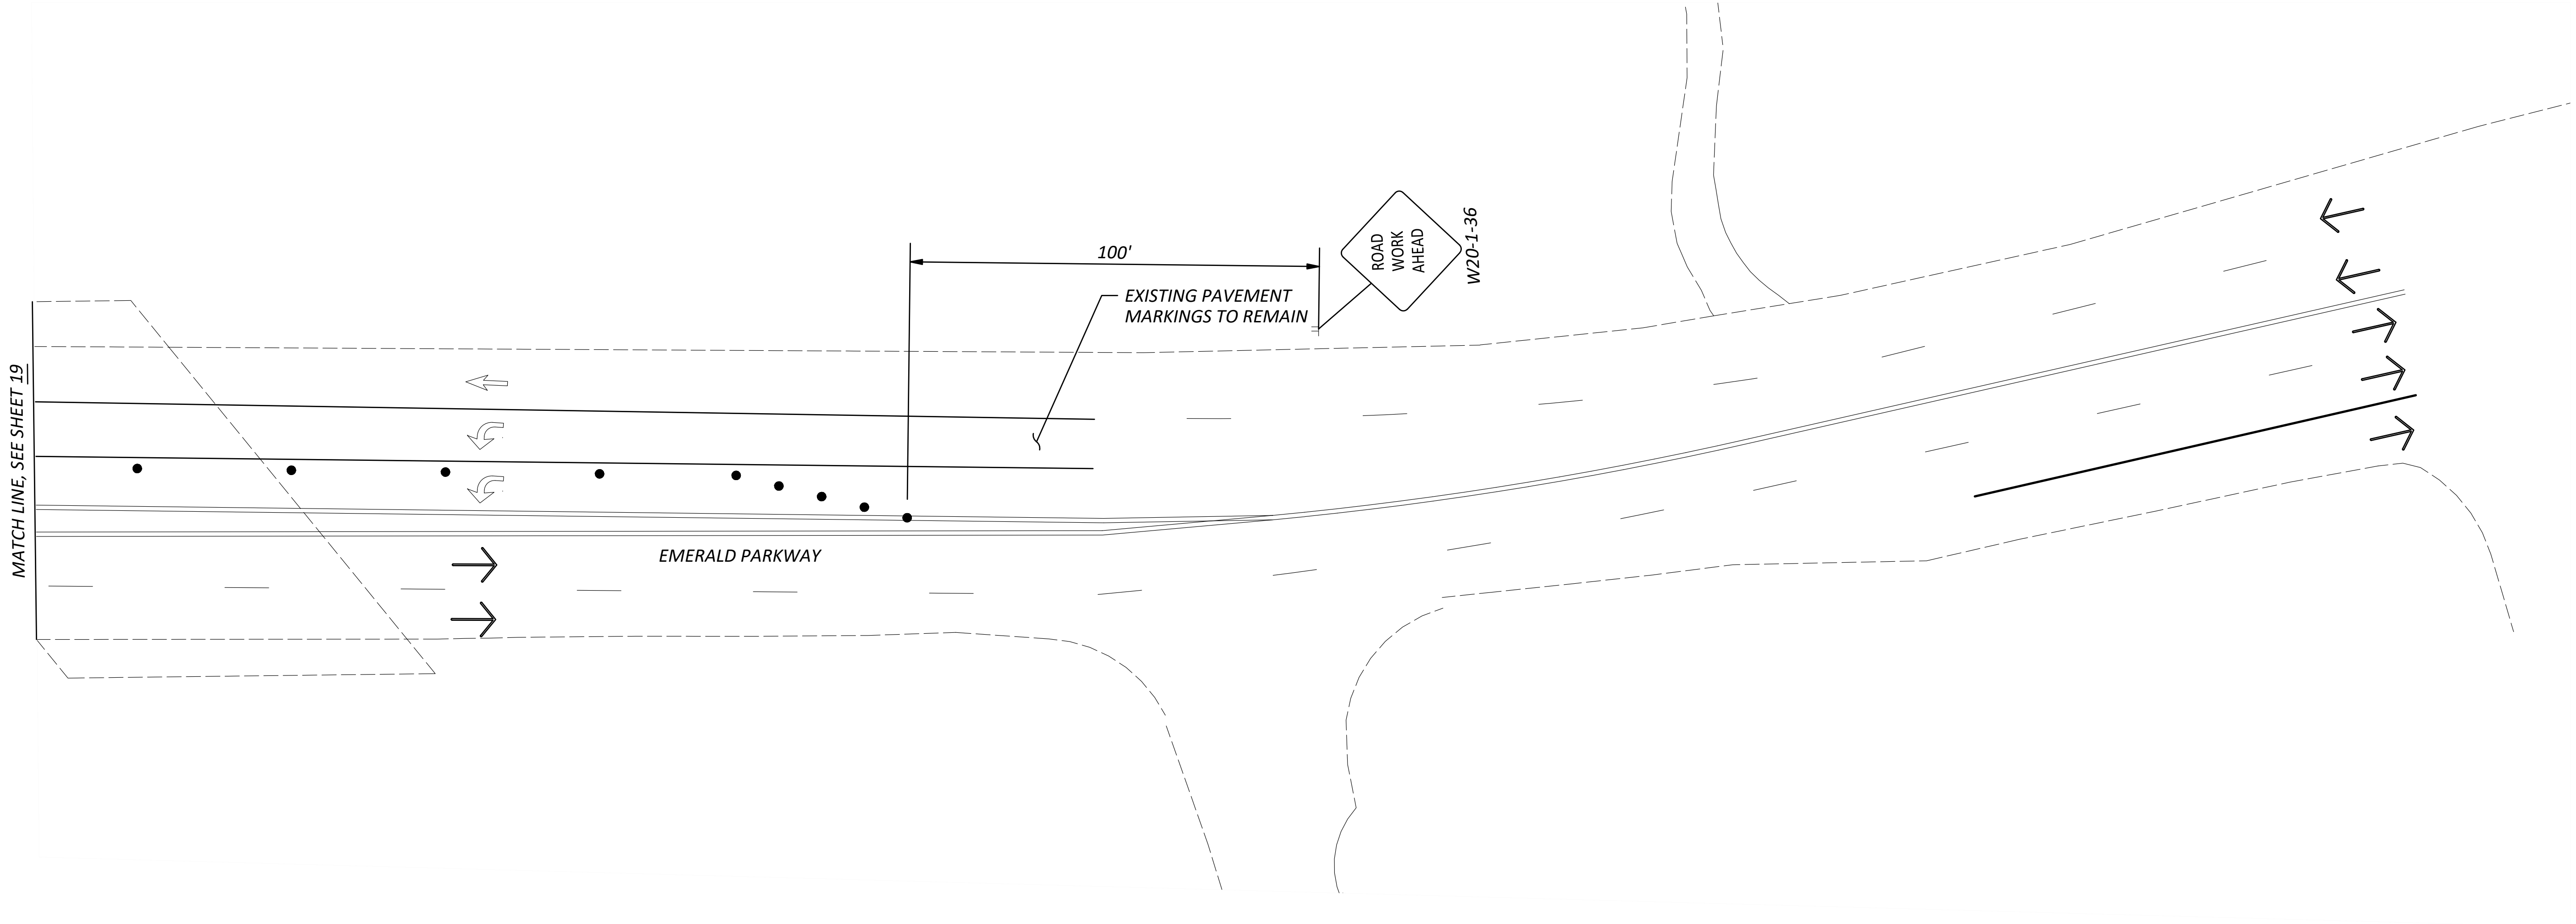 MATCH LINE, SEE SHEET 19
100'
EXISTING PAVEMENT
MARKINGS TO REMAIN
ROAD
WORK
AHEAD
W20-1-36
EMERALD PARKWAY